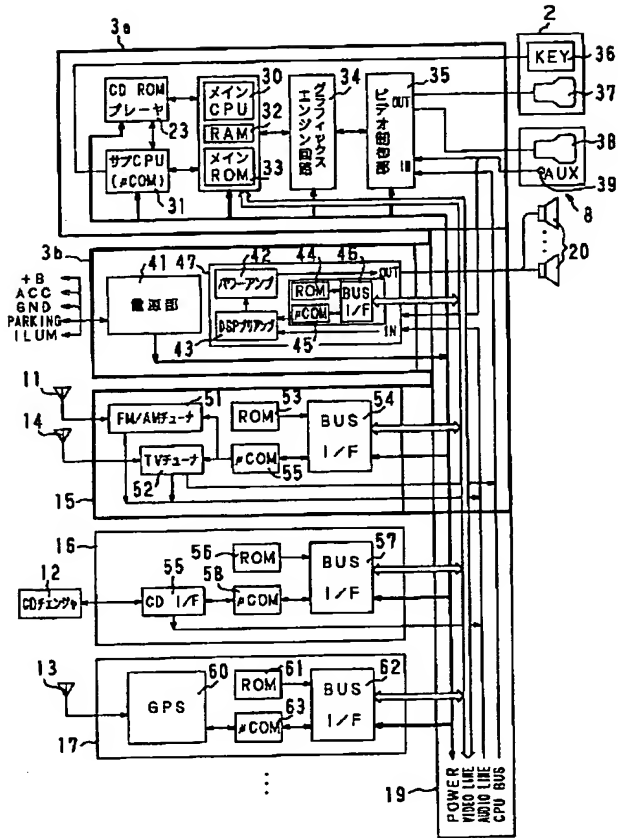 3a
2
30
34
35
KEY
36
CD ROM
プレーヤ
23
メイン
CPU
32
RAM
グラフィックス
エンジン回路
ビデオ制御部
OUT
IN
37
サブCPU
(μCOM)
31
メイン
ROM
33
38
AUX
39
8
20
3b
41
47
42
44
46
+B
ACC
GND
PARKING
ILUM
電源部
パワーアンプ
ROM
BUS
I/F
OUT
DSPプリアンプ
43
μCOM
45
IN
11
51
53
54
FM/AMチューナ
ROM
BUS
I/F
14
TVチューナ
52
μCOM
55
15
16
56
57
12
55
58
ROM
BUS
I/F
CDチェンジャ
CD I/F
μCOM
13
60
61
62
GPS
ROM
BUS
I/F
μCOM
63
17
19
POWER
VIDEO LINE
AUDIO LINE
CPU BUS